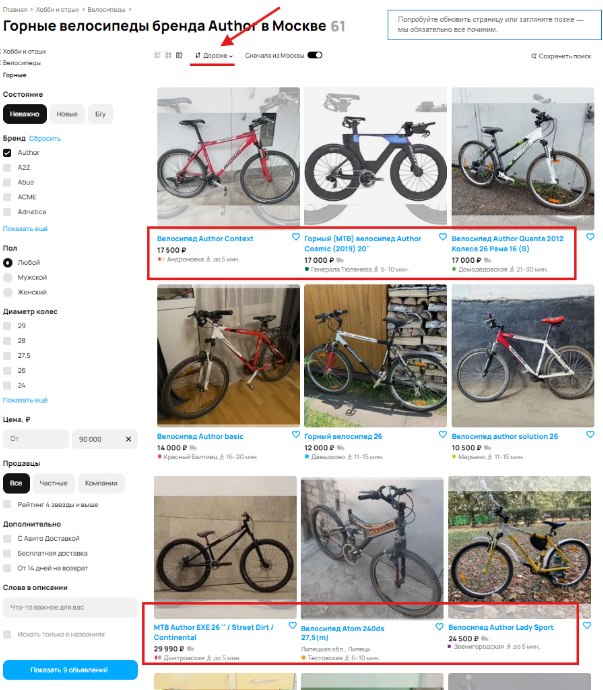 Главная › Хобби и отдых › Велосипеды ›
Горные велосипеды бренда Author в Москве 61
Попробуйте обновить страницу или загляните позже —
мы обязательно все починим.
Дороже
Сначала из Москвы
Сохранить поиск
Хобби и отдых
Велосипеды
Горные
Состояние
Неважно
Новые
Б/у
Бренд Сбросить
Author
A2Z
Abus
ACME
Adriatica
Показать ещё
Пол
Любой
Мужской
Женский
Диаметр колес
29
28
27.5
26
24
Показать ещё
Цена, ₽
От
90 000
Продавцы
Все
Частные
Компании
Рейтинг 4 звезды и выше
Дополнительно
С Авито Доставкой
Бесплатная доставка
От 14 дней на возврат
Слова в описании
Что-то важное для вас
Искать только в названиях
Показать 9 объявлений
Велосипед Author Context
17 500 ₽
Андроновка до 5 мин.
Горный (MTB) велосипед Author
Cosmic (2019) 20"
17 000 ₽
Генерала Тюленева 6–10 мин.
Велосипед Author Quanta 2012
Колеса 26 Рама 16 (S)
17 000 ₽
Домодедовская 21–30 мин.
Велосипед Author basic
14 000 ₽
Красный Балтиец 16–20 мин.
Горный велосипед 26
12 000 ₽
Давыдково 11–15 мин.
Велосипед author solution 26
10 500 ₽
Марьино 11–15 мин.
MTB Author EXE 26 '' / Street Dirt /
Continental
29 990 ₽
Дмитровская до 5 мин.
Велосипед Atom 240ds
27,5(m)
Липецкая обл., Липецк
Тестовская 6–10 мин.
Велосипед Author Lady Sport
24 500 ₽
Звенигородская до 5 мин.